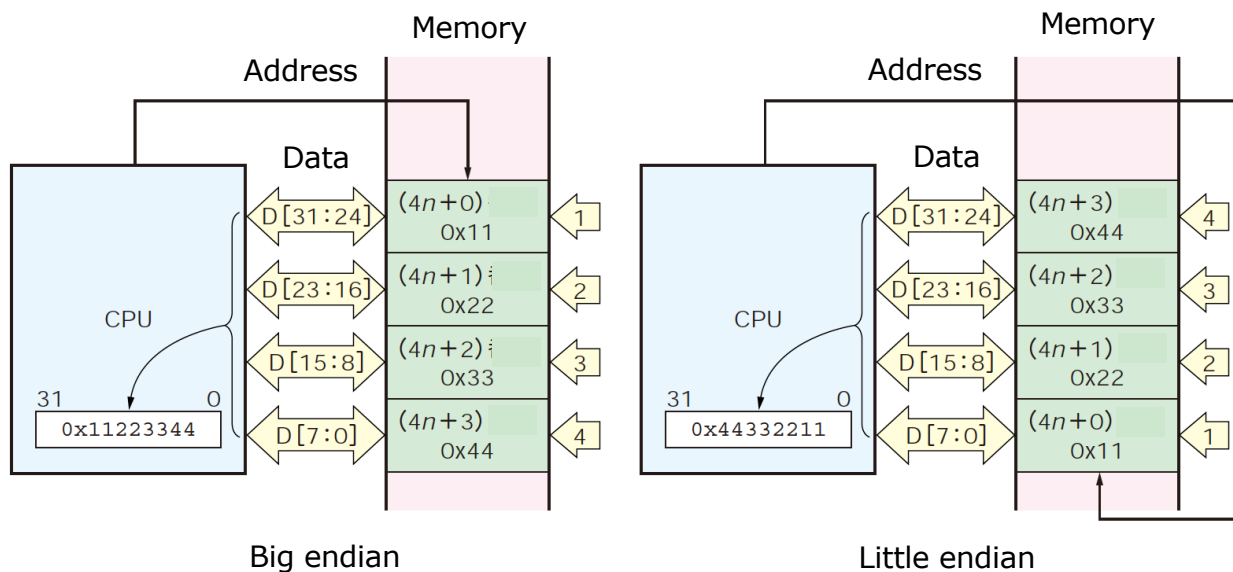 Memory
Address
Data
D[31:24]
(4n+0)
0x11
1
D[23:16]
(4n+1)
0x22
2
CPU
D[15:8]
(4n+2)
0x33
3
31 0
0x11223344
D[7:0]
(4n+3)
0x44
4
Big endian
Memory
Address
Data
D[31:24]
(4n+3)
0x44
4
D[23:16]
(4n+2)
0x33
3
CPU
D[15:8]
(4n+1)
0x22
2
31 0
0x44332211
D[7:0]
(4n+0)
0x11
1
Little endian